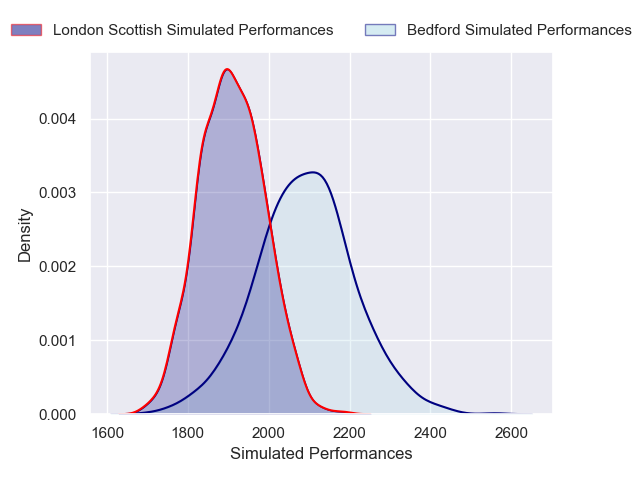 London Scottish Simulated Performances
Bedford Simulated Performances
Density
0.004
0.003
0.002
0.001
0.000
1600 1800 2000 2200 2400 2600
Simulated Performances